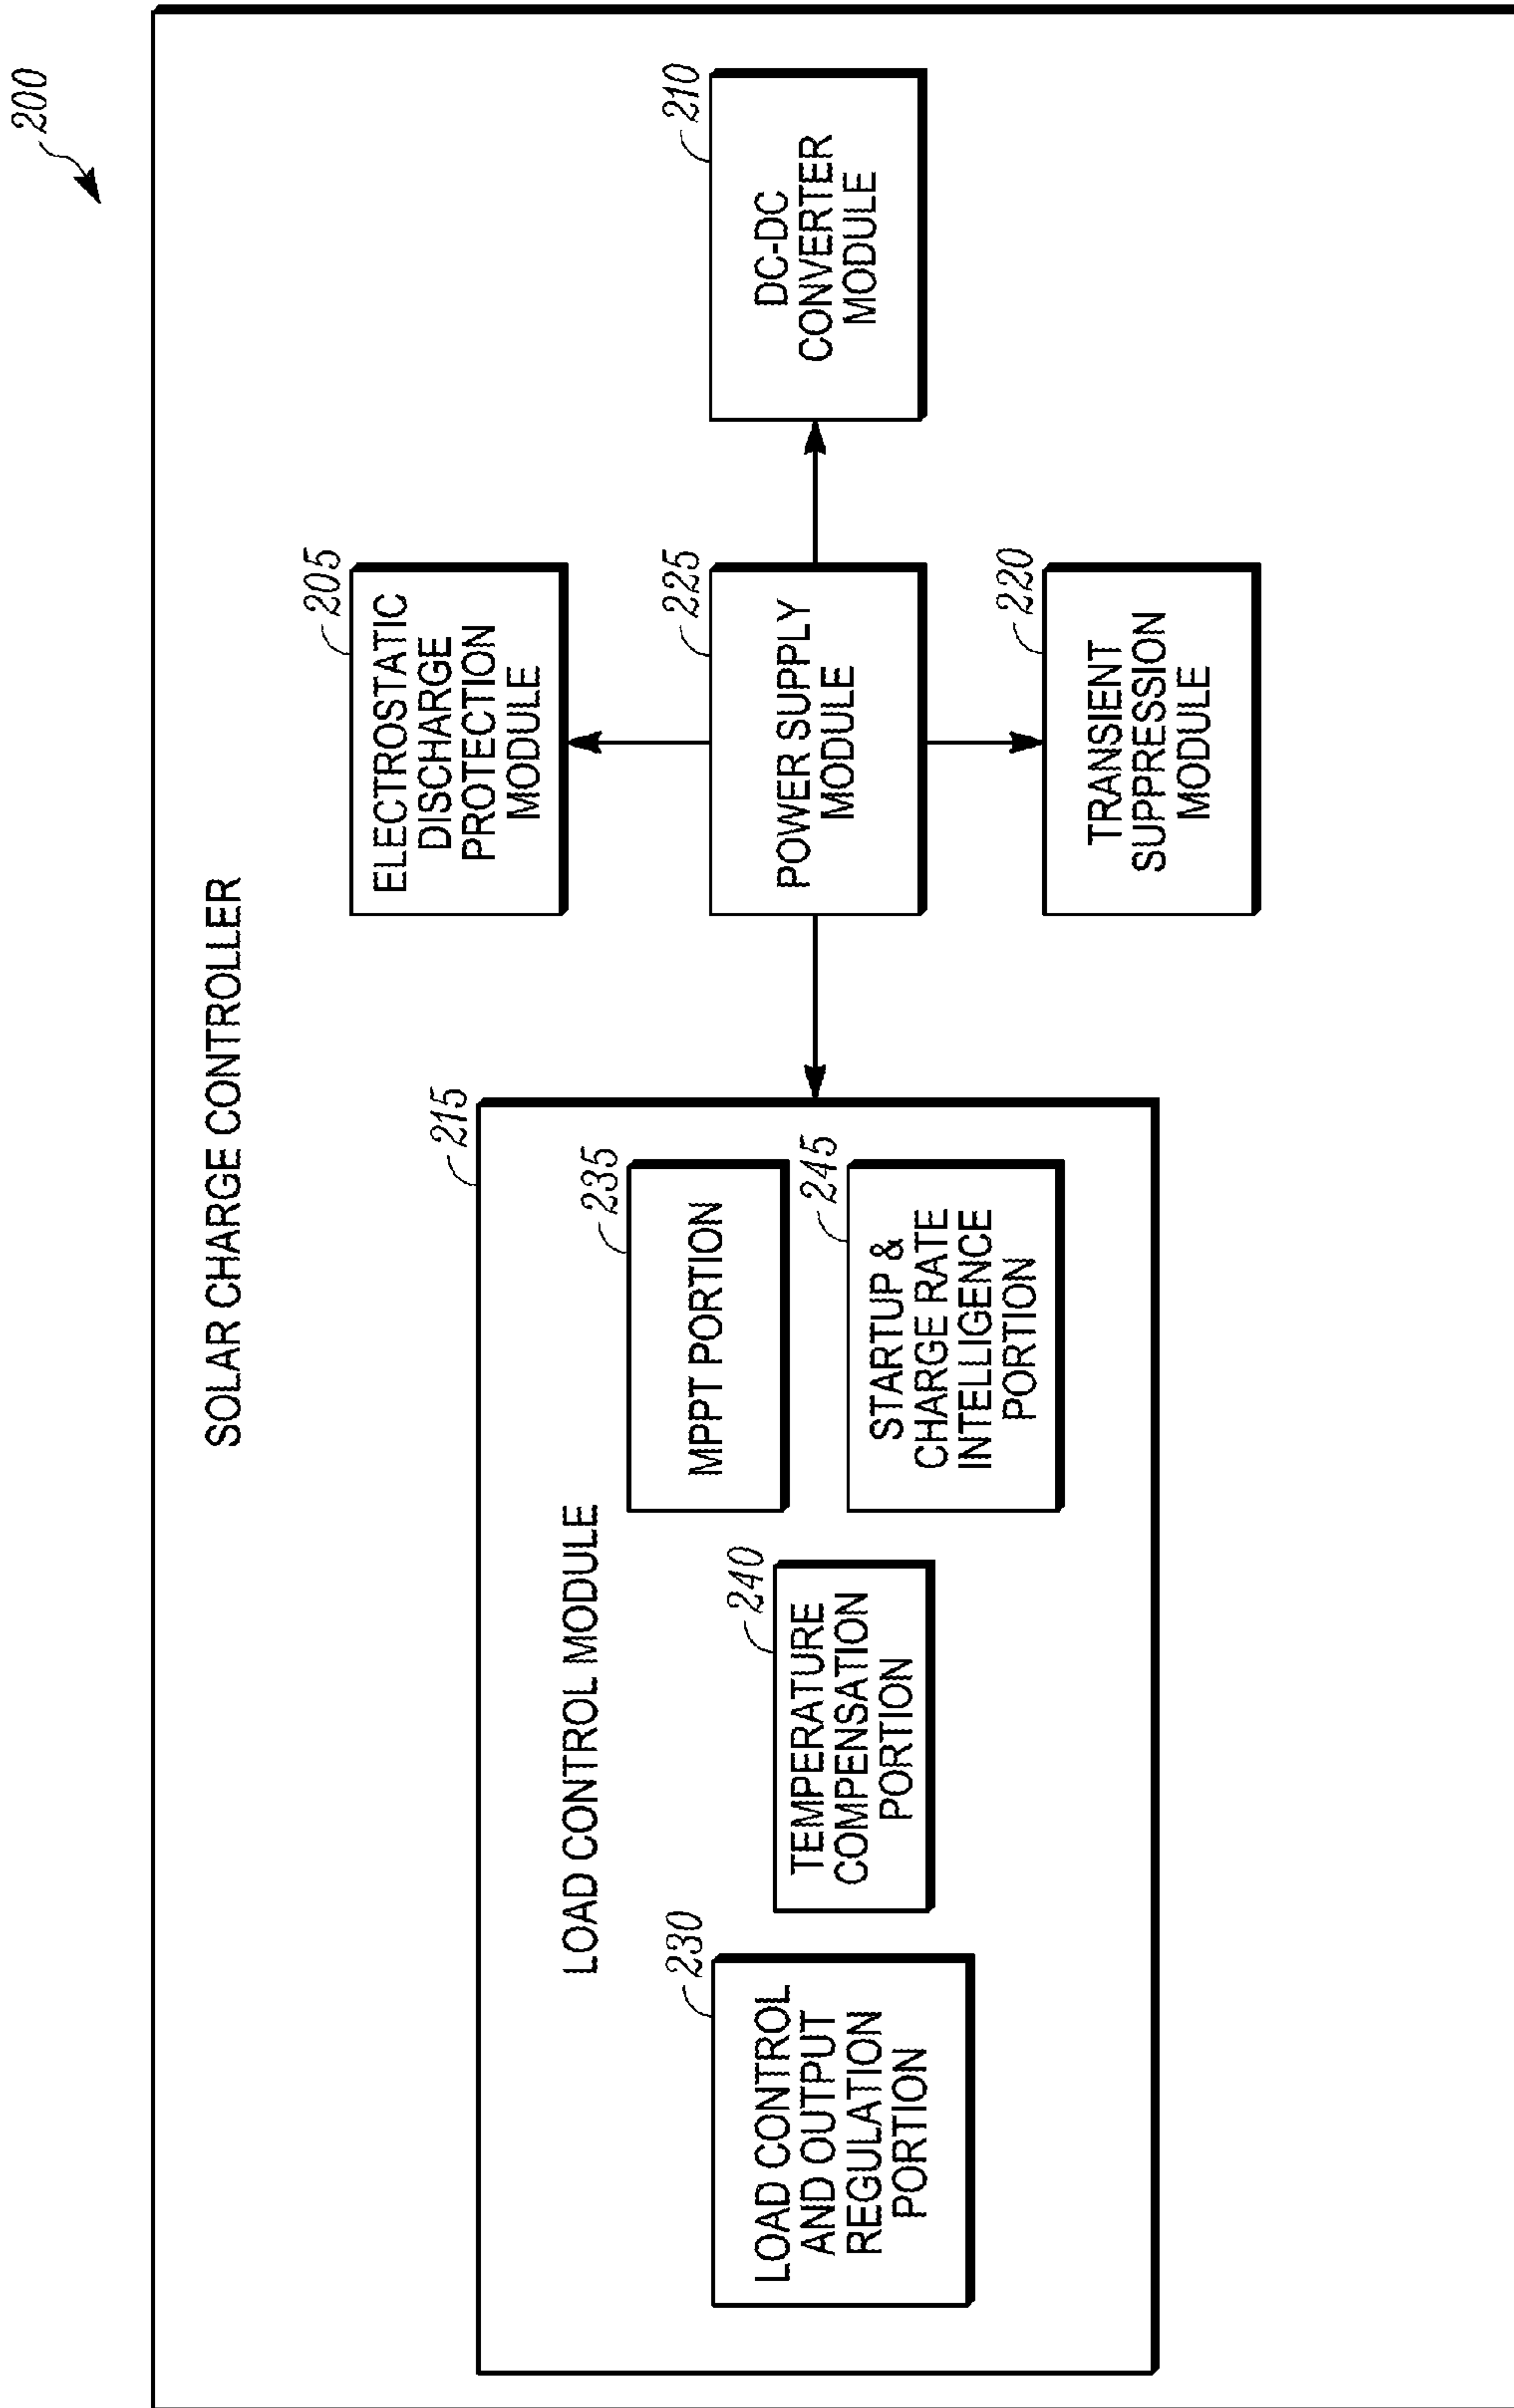 200
SOLAR CHARGE CONTROLLER
205
ELECTROSTATIC
DISCHARGE
PROTECTION
MODULE
215
LOAD CONTROL MODULE
230
LOAD CONTROL
AND OUTPUT
REGULATION
PORTION
240
TEMPERATURE
COMPENSATION
PORTION
235
MPPT PORTION
245
STARTUP &
CHARGE RATE
INTELLIGENCE
PORTION
225
POWER SUPPLY
MODULE
210
DC-DC
CONVERTER
MODULE
220
TRANSIENT
SUPPRESSION
MODULE